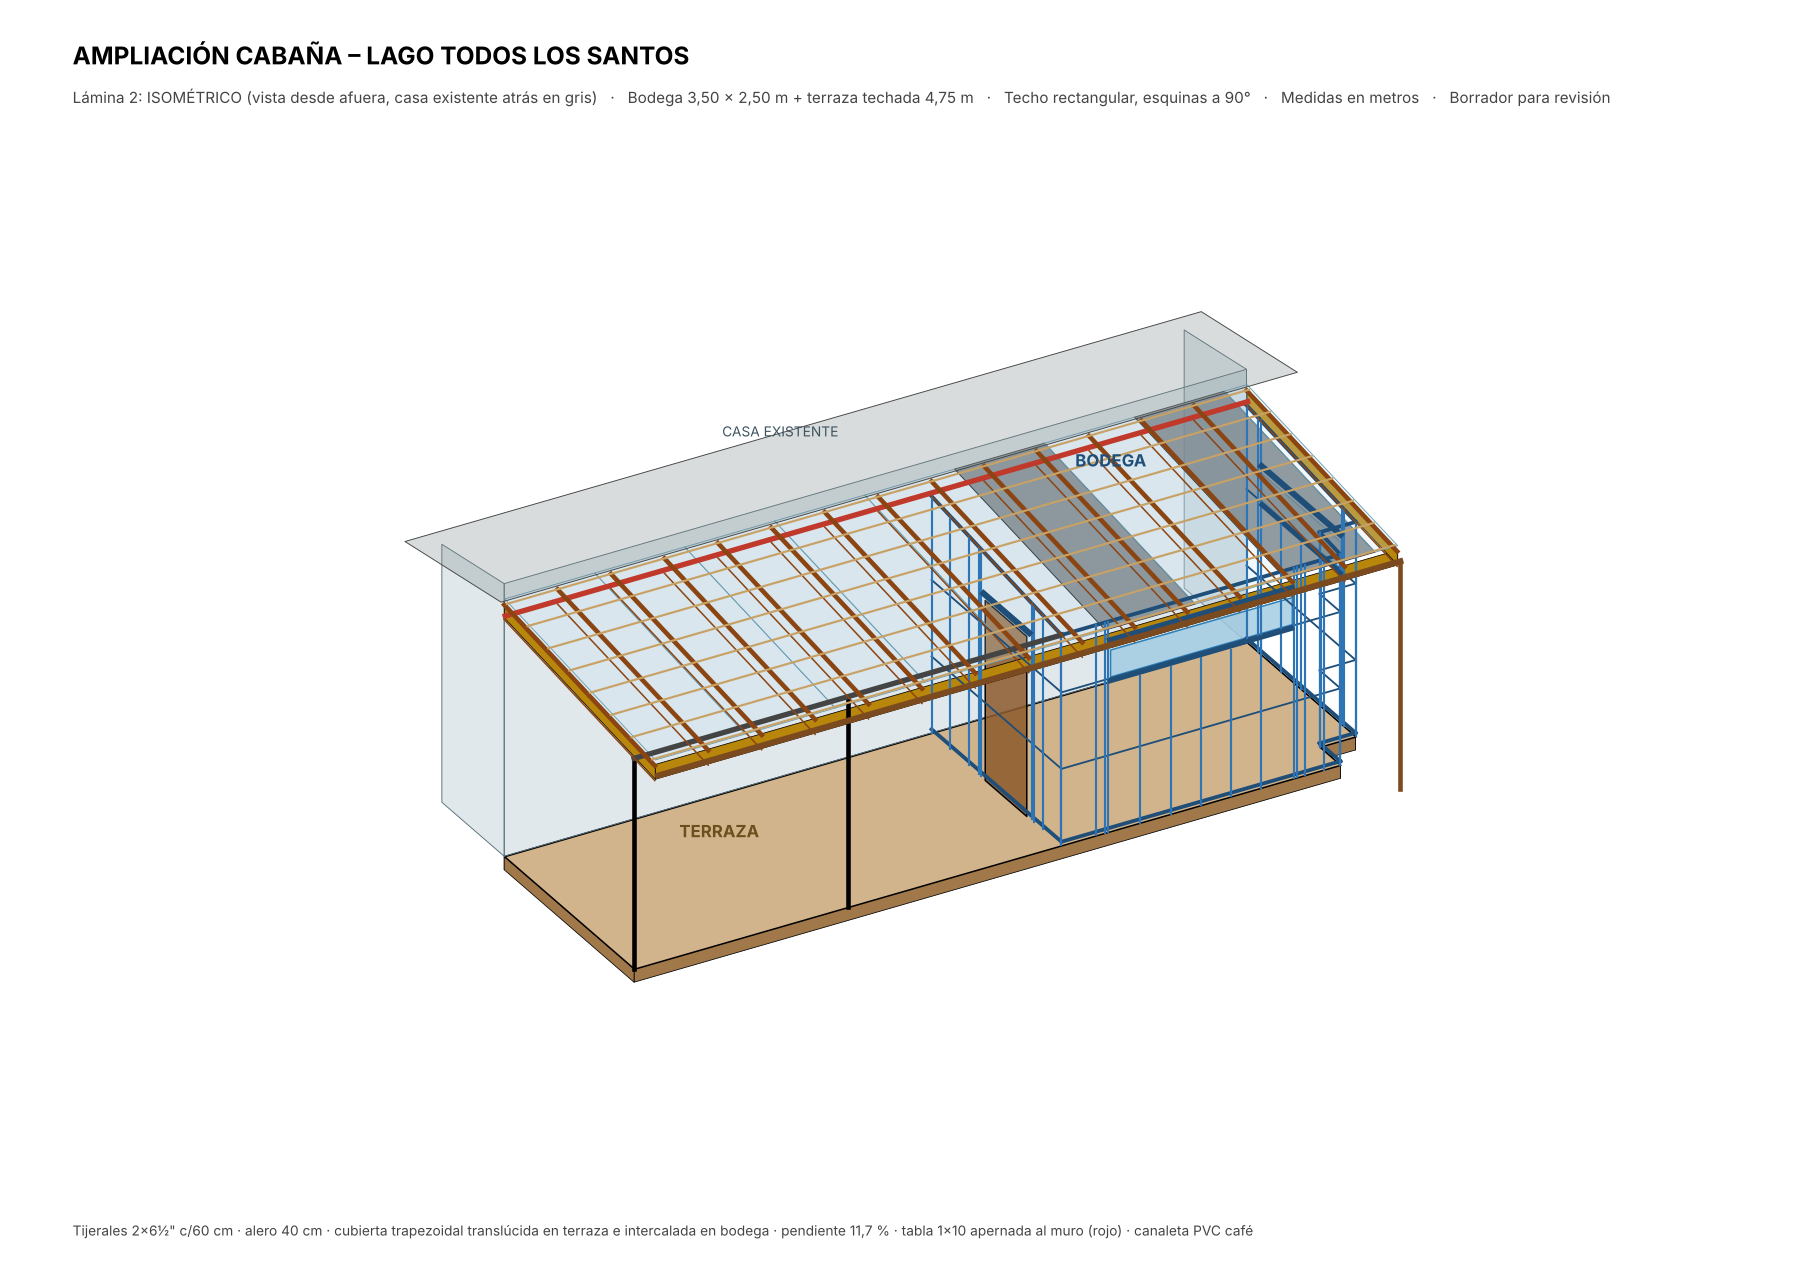 AMPLIACIÓN CABAÑA – LAGO TODOS LOS SANTOS
Lámina 2: ISOMÉTRICO (vista desde afuera, casa existente atrás en gris) · Bodega 3,50 × 2,50 m + terraza techada 4,75 m · Techo rectangular, esquinas a 90° · Medidas en metros · Borrador para revisión
CASA EXISTENTE
BODEGA
TERRAZA
Tijerales 2×6½" c/60 cm · alero 40 cm · cubierta trapezoidal translúcida en terraza e intercalada en bodega · pendiente 11,7 % · tabla 1×10 apernada al muro (rojo) · canaleta PVC café